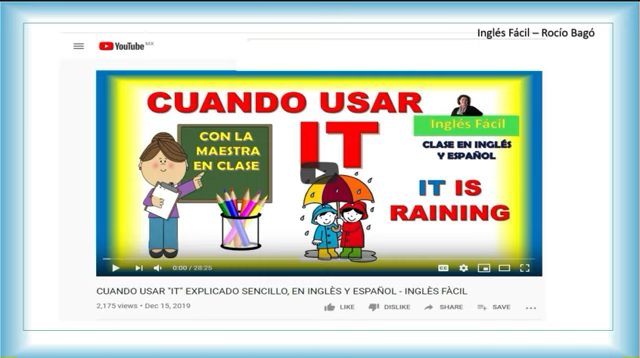 Inglés Fácil – Rocío Bagó
YouTube MX
CUANDO USAR
IT
CON LA
MAESTRA
EN CLASE
Inglés Fácil
CLASE EN INGLÉS
Y ESPAÑOL
IT IS
RAINING
0:00 / 28:25
CUANDO USAR "IT" EXPLICADO SENCILLO, EN INGLÈS Y ESPAÑOL - INGLÈS FÀCIL
2,175 views • Dec 15, 2019
LIKE DISLIKE SHARE SAVE